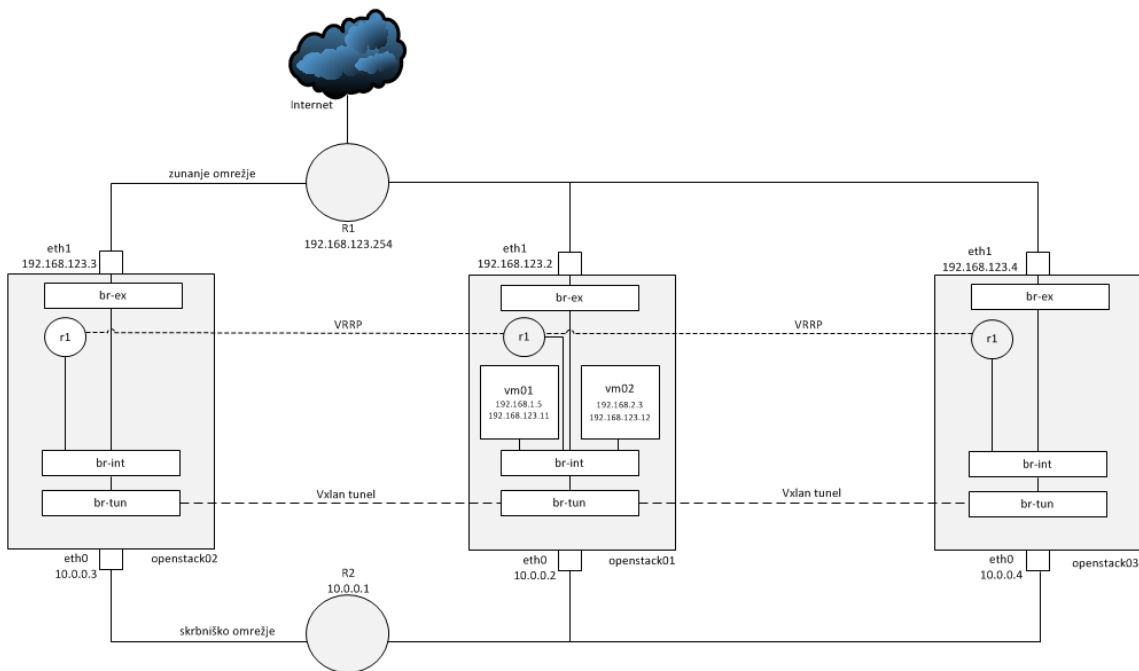 Internet
zunanje omrežje
R1
192.168.123.254
eth1
192.168.123.3
eth1
192.168.123.2
eth1
192.168.123.4
br-ex
br-ex
br-ex
r1
VRRP
r1
VRRP
r1
vm01
192.168.1.5
192.168.123.11
vm02
192.168.2.3
192.168.123.12
br-int
br-int
br-int
br-tun
Vxlan tunel
br-tun
Vxlan tunel
br-tun
eth0
10.0.0.3
openstack02
eth0
10.0.0.2
openstack01
eth0
10.0.0.4
openstack03
R2
10.0.0.1
skrbniško omrežje